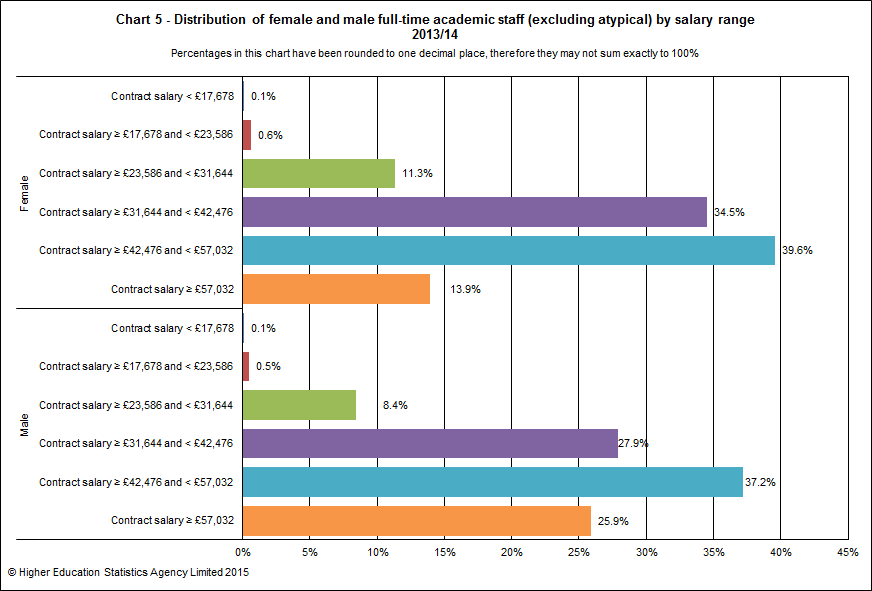 Chart 5 - Distribution of female and male full-time academic staff (excluding atypical) by salary range
2013/14
Percentages in this chart have been rounded to one decimal place, therefore they may not sum exactly to 100%
Female
Contract salary < £17,678 0.1%
Contract salary ≥ £17,678 and < £23,586 0.6%
Contract salary ≥ £23,586 and < £31,644 11.3%
Contract salary ≥ £31,644 and < £42,476 34.5%
Contract salary ≥ £42,476 and < £57,032 39.6%
Contract salary ≥ £57,032 13.9%
Male
Contract salary < £17,678 0.1%
Contract salary ≥ £17,678 and < £23,586 0.5%
Contract salary ≥ £23,586 and < £31,644 8.4%
Contract salary ≥ £31,644 and < £42,476 27.9%
Contract salary ≥ £42,476 and < £57,032 37.2%
Contract salary ≥ £57,032 25.9%
0% 5% 10% 15% 20% 25% 30% 35% 40% 45%
© Higher Education Statistics Agency Limited 2015